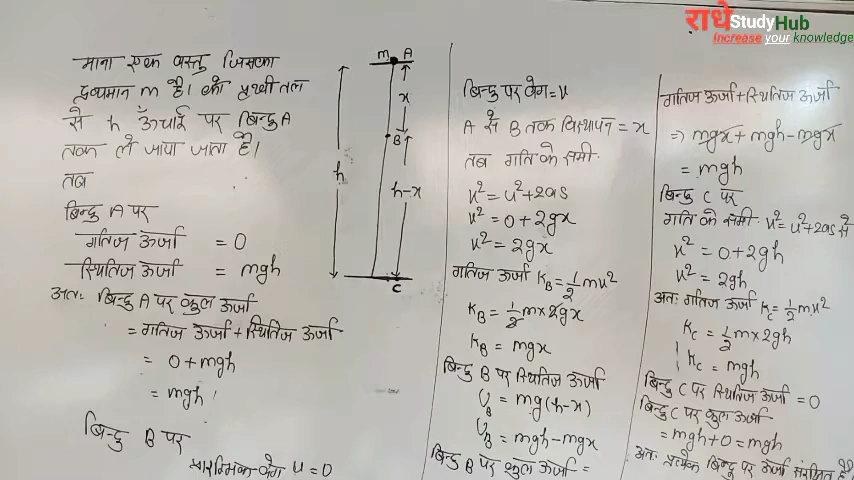 राधे StudyHub
increase your knowledge
माना एक वस्तु जिसका
द्रव्यमान m है। को पृथ्वी तल
से h ऊँचाई पर बिन्दु A
तक ले जाया जाता है।
तब
बिन्दु A पर
गतिज ऊर्जा = 0
स्थितिज ऊर्जा = mgh
अतः बिन्दु A पर कुल ऊर्जा
= गतिज ऊर्जा + स्थितिज ऊर्जा
= 0 + mgh
= mgh
बिन्दु B पर
प्रारम्भिक वेग u = 0
m A
x
B
h
h-x
C
बिन्दु पर वेग = v
A से B तक विस्थापन = x
तब गति के समी.
v² = u² + 2as
v² = 0 + 2gx
v² = 2gx
गतिज ऊर्जा K_B = 1/2 mv²
K_B = 1/2 m x 2gx
K_B = mgx
बिन्दु B पर स्थितिज ऊर्जा
U_B = mg(h-x)
U_B = mgh - mgx
बिन्दु B पर कुल ऊर्जा =
गतिज ऊर्जा + स्थितिज ऊर्जा
⇒ mgx + mgh - mgx
= mgh
बिन्दु C पर
गति के समी. v² = u² + 2as से
v² = 0 + 2gh
v² = 2gh
अतः गतिज ऊर्जा K_C = 1/2 mv²
K_C = 1/2 m x 2gh
K_C = mgh
बिन्दु C पर स्थितिज ऊर्जा = 0
बिन्दु C पर कुल ऊर्जा
= mgh + 0 = mgh
अतः प्रत्येक बिन्दु पर ऊर्जा संरक्षित है